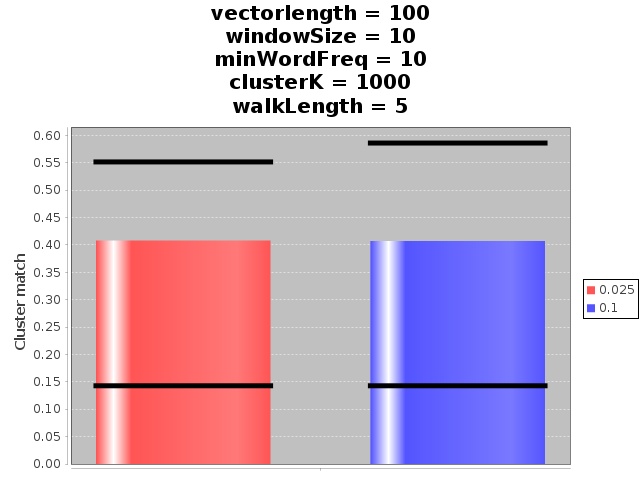 vectorlength = 100
windowSize = 10
minWordFreq = 10
clusterK = 1000
walkLength = 5
0.60
0.55
0.50
0.45
0.40
0.35
0.30
0.25
0.20
0.15
0.10
0.05
0.00
Cluster match
0.025
0.1